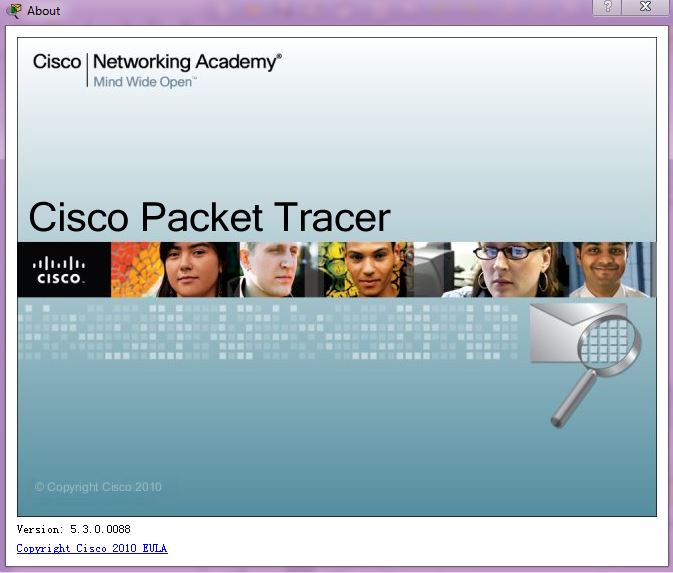 About
Cisco | Networking Academy®
Mind Wide Open™
Cisco Packet Tracer
CISCO
© Copyright Cisco 2010
Version: 5.3.0.0088
Copyright Cisco 2010 EULA